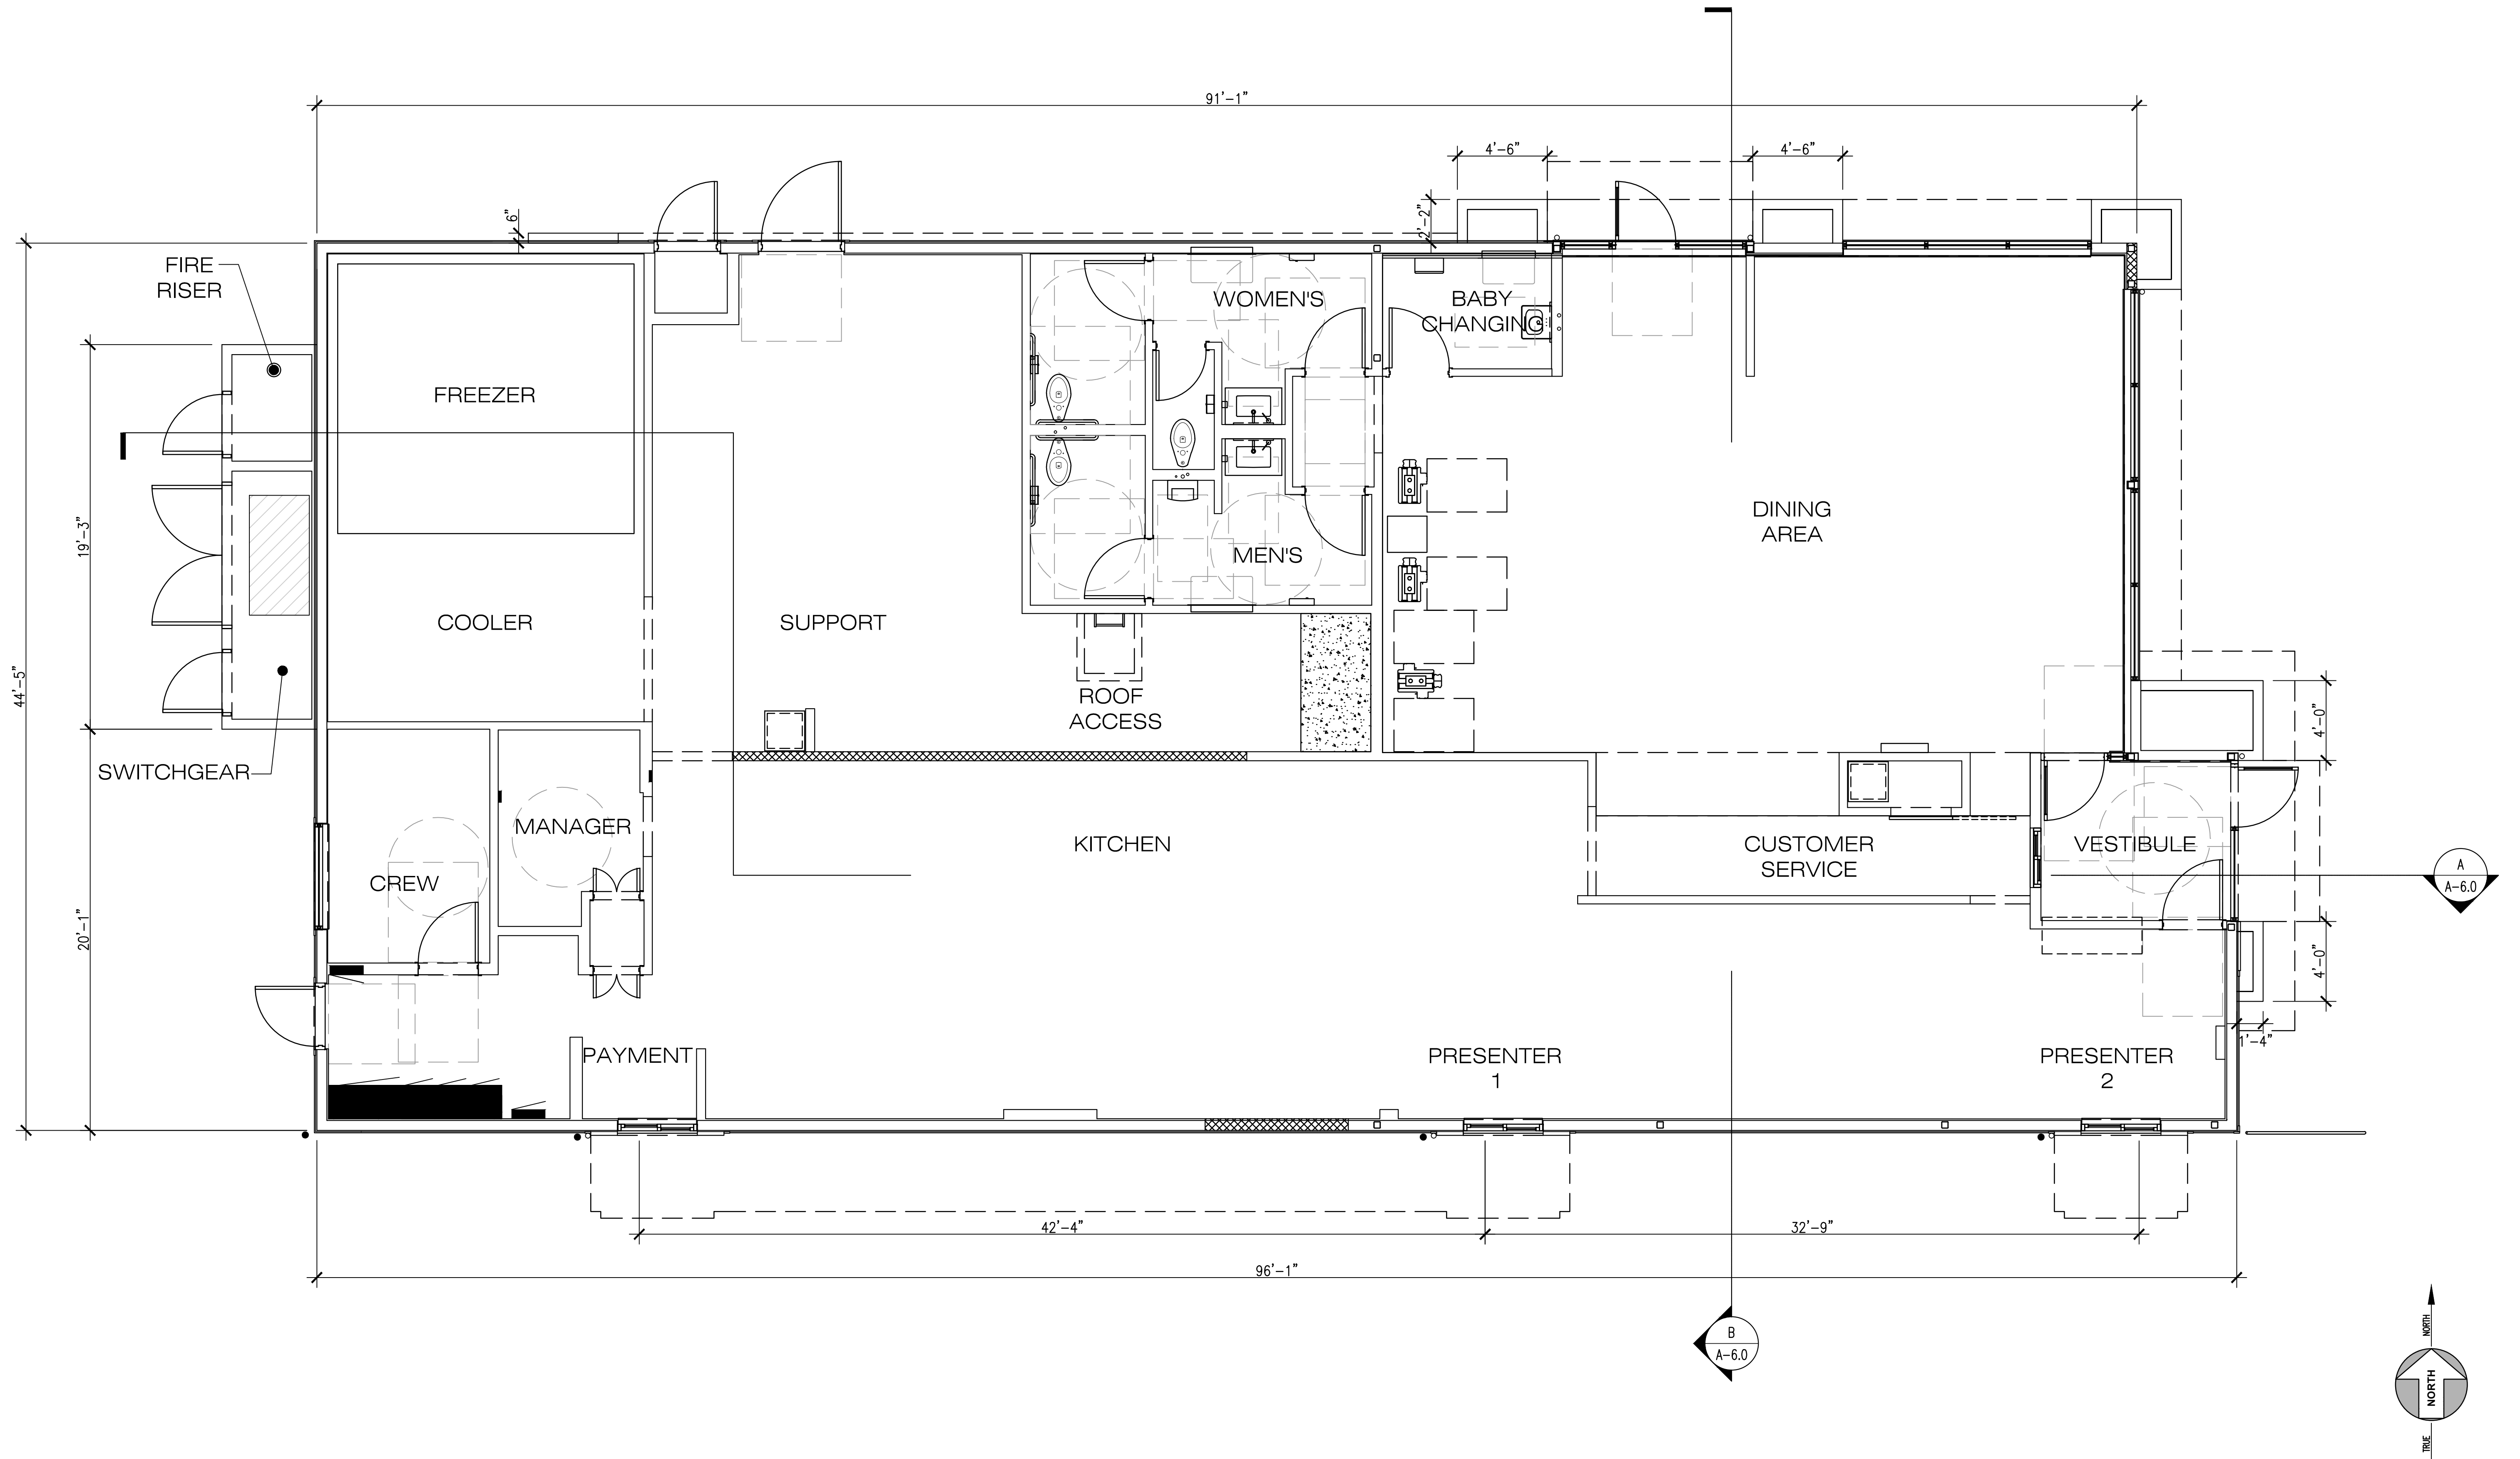 91'-1"
4'-6"
4'-6"
6"
2'-2"
FIRE
RISER
WOMEN'S
BABY
CHANGING
FREEZER
DINING
AREA
19'-3"
MEN'S
COOLER
SUPPORT
44'-5"
ROOF
ACCESS
4'-0"
SWITCHGEAR
MANAGER
KITCHEN
CUSTOMER
SERVICE
VESTIBULE
A
A-6.0
CREW
20'-1"
4'-0"
1'-4"
PAYMENT
PRESENTER
1
PRESENTER
2
42'-4"
32'-9"
96'-1"
B
A-6.0
NORTH
NORTH
TRUE